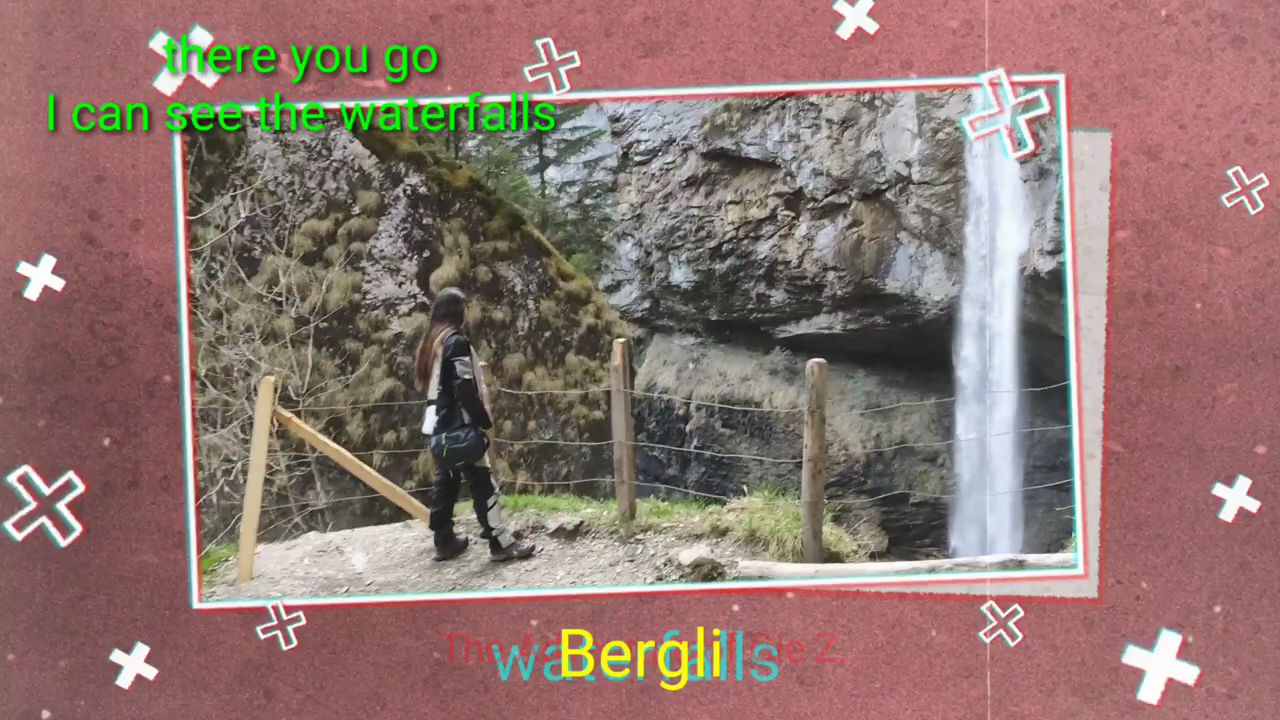 there you go
I can see the waterfalls
Bergli
waterfalls